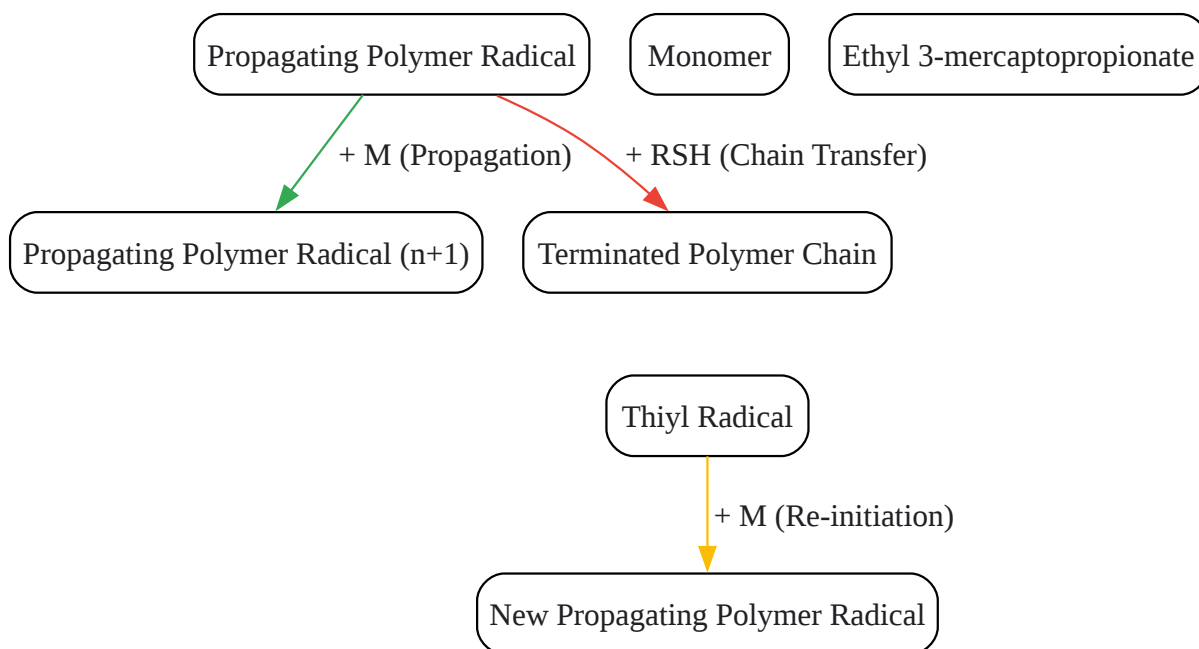 Propagating Polymer Radical
Monomer
Ethyl 3-mercaptopropionate
+ M (Propagation)
+ RSH (Chain Transfer)
Propagating Polymer Radical (n+1)
Terminated Polymer Chain
Thiyl Radical
+ M (Re-initiation)
New Propagating Polymer Radical